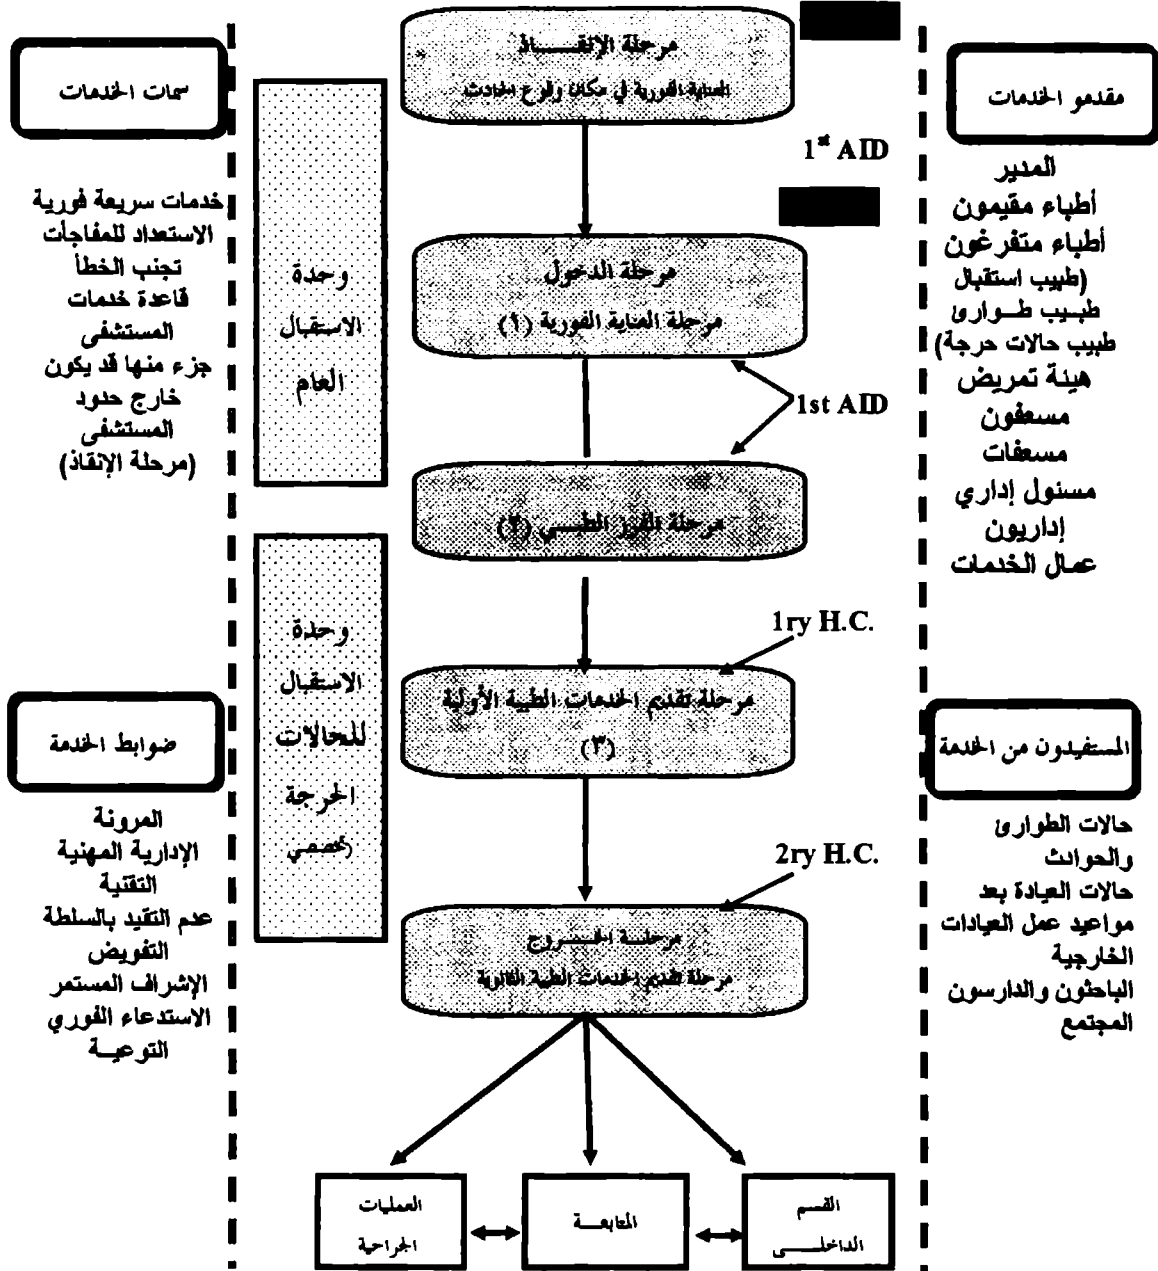 مقدمو الخدمات
المدير
أطباء مقيمون
أطباء متفرغون
(طبيب استقبال
طبيب طوارئ
طبيب حالات حرجة)
هيئة تمريض
مسعفون
مسعفات
مسئول إداري
إداريون
عمال الخدمات
المستفيدون من الخدمة
حالات الطوارئ
والحوادث
حالات العيادة بعد
مواعيد عمل العيادات
الخارجية
الباحثون والدارسون
المجتمع
مرحلة الإنقاذ
العناية الفورية في مكان وقوع الحادث
1st AID
مرحلة الدخول
مرحلة العناية الفورية (١)
1st AID
مرحلة الفرز الطبي (٢)
1ry H.C.
مرحلة تقديم الخدمات الطبية الأولية
(٣)
2ry H.C.
مرحلة الخروج
مرحلة تقديم الخدمات الطبية الثانوية
القسم
الداخلي
المتابعة
العمليات
الجراحية
وحدة
الاستقبال
العام
وحدة
الاستقبال
للحالات
الحرجة
تخصصي
سمات الخدمات
خدمات سريعة فورية
الاستعداد للمفاجأت
تجنب الخطأ
قاعدة خدمات
المستشفى
جزء منها قد يكون
خارج حدود
المستشفى
(مرحلة الإنقاذ)
ضوابط الخدمة
المرونة
الإدارية المهنية
التقنية
عدم التقيد بالسلطة
التفويض
الإشراف المستمر
الاستدعاء الفوري
التوعية